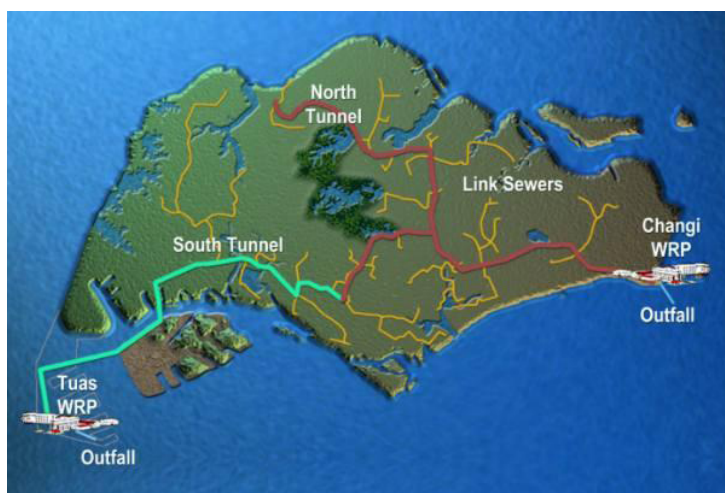 North
Tunnel
Link Sewers
South Tunnel
Changi
WRP
Outfall
Tuas
WRP
Outfall